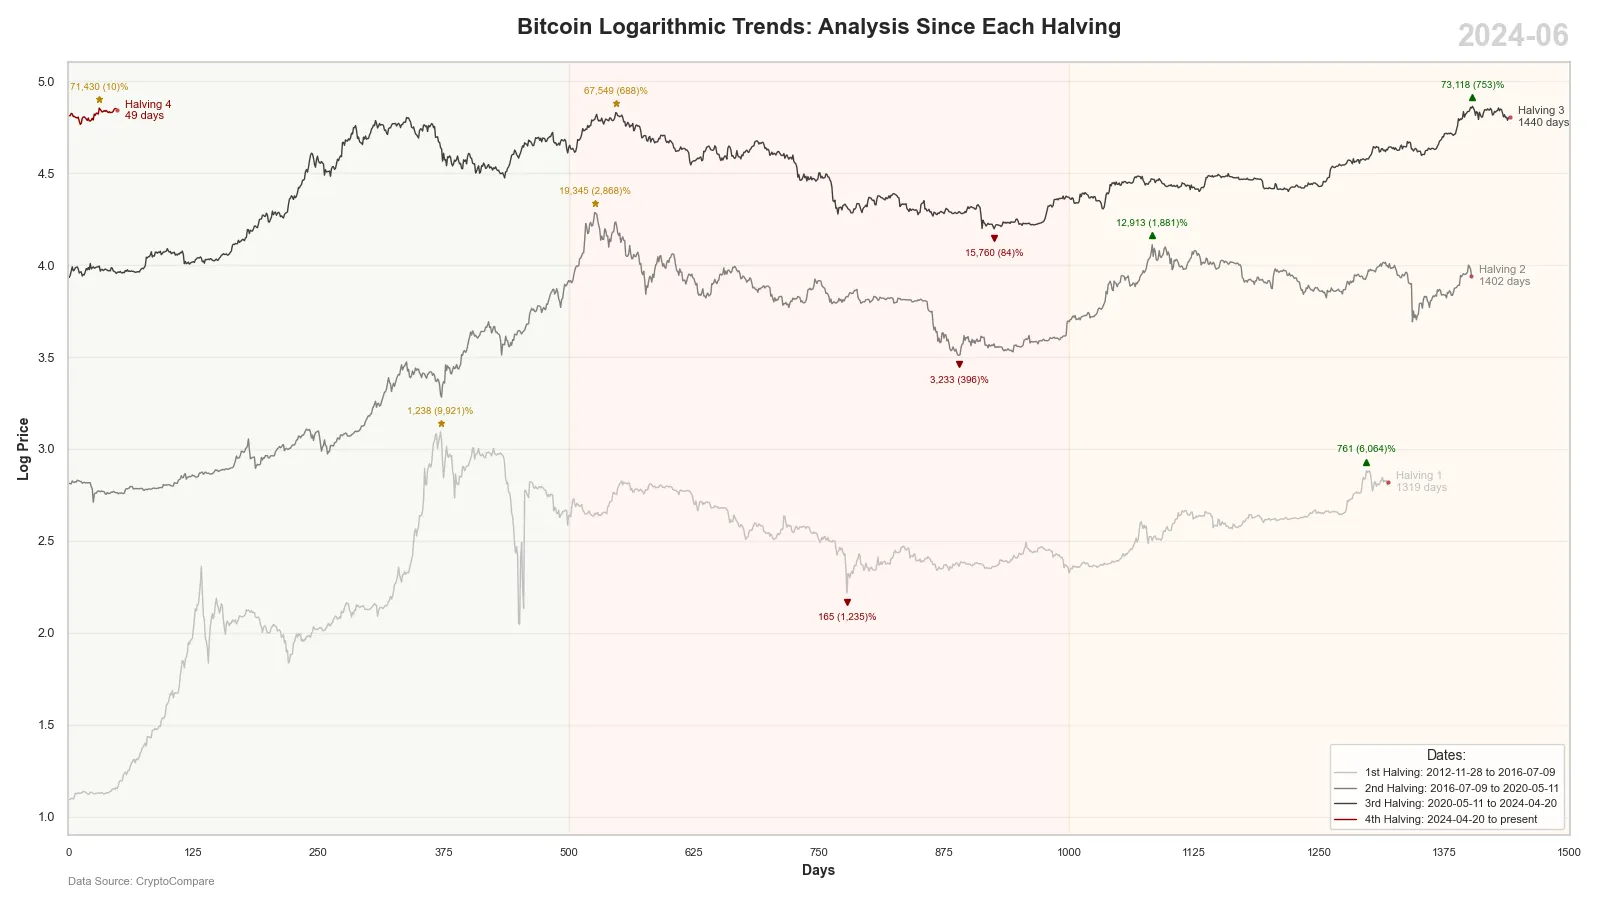 Bitcoin Logarithmic Trends: Analysis Since Each Halving
2024-06
5.0
4.5
4.0
3.5
3.0
2.5
2.0
1.5
1.0
Log Price
71,430 (10)%
Halving 4
49 days
67,549 (688)%
73,118 (753)%
Halving 3
1440 days
19,345 (2,868)%
15,760 (84)%
12,913 (1,881)%
Halving 2
1402 days
3,233 (396)%
1,238 (9,921)%
761 (6,064)%
Halving 1
1319 days
165 (1,235)%
Dates:
1st Halving: 2012-11-28 to 2016-07-09
2nd Halving: 2016-07-09 to 2020-05-11
3rd Halving: 2020-05-11 to 2024-04-20
4th Halving: 2024-04-20 to present
0
125
250
375
500
625
750
875
1000
1125
1250
1375
1500
Days
Data Source: CryptoCompare